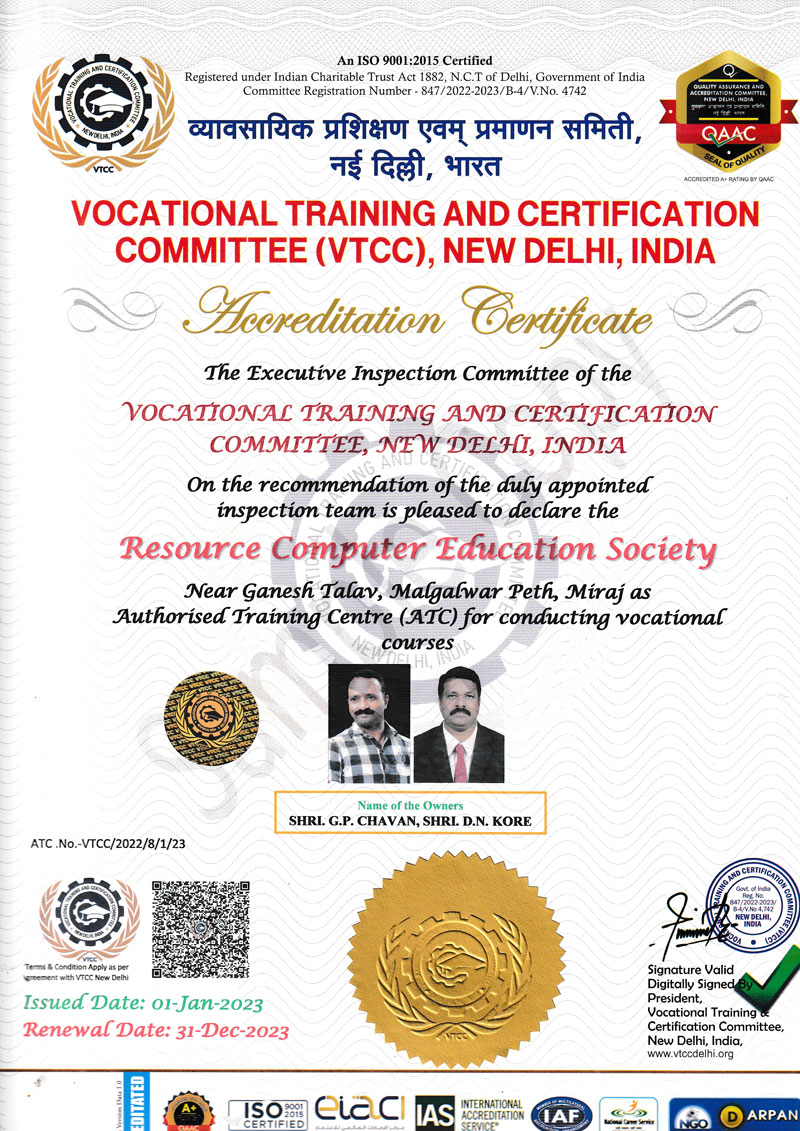 An ISO 9001:2015 Certified
Registered under Indian Charitable Trust Act 1882, N.C.T of Delhi, Government of India
Committee Registration Number - 847/2022-2023/B-4/V.No. 4742
VOCATIONAL TRAINING AND CERTIFICATION COMMITTEE
NEW DELHI, INDIA
VTCC
QUALITY ASSURANCE AND
ACCREDITATION COMMITTEE,
NEW DELHI, INDIA
QAAC
SEAL OF QUALITY
ACCREDITED A+ RATING BY QAAC
व्यावसायिक प्रशिक्षण एवम् प्रमाणन समिती,
नई दिल्ली, भारत
VOCATIONAL TRAINING AND CERTIFICATION
COMMITTEE (VTCC), NEW DELHI, INDIA
Accreditation Certificate
The Executive Inspection Committee of the
VOCATIONAL TRAINING AND CERTIFICATION
COMMITTEE, NEW DELHI, INDIA
On the recommendation of the duly appointed
inspection team is pleased to declare the
Resource Computer Education Society
Near Ganesh Talav, Malgalwar Peth, Miraj as
Authorised Training Centre (ATC) for conducting vocational
courses
NEW DELHI, INDIA
Name of the Owners
SHRI. G.P. CHAVAN, SHRI. D.N. KORE
ATC .No.-VTCC/2022/8/1/23
VTCC
Terms & Condition Apply as per
agreement with VTCC New Delhi
Issued Date: 01-Jan-2023
Renewal Date: 31-Dec-2023
VTCC
Govt. of India
Reg. No.
847/2022-2023/
B-4/V.No 4,742
NEW DELHI,
INDIA
Signature Valid
Digitally Signed By
President,
Vocational Training &
Certification Committee,
New Delhi, India,
www.vtccdelhi.org
Version Data 1.0
A+
QAAC
ISO 9001 2015
CERTIFIED
eiaci
IAS
INTERNATIONAL
ACCREDITATION
SERVICE
IAF
National Career Service
NGO
DARPAN